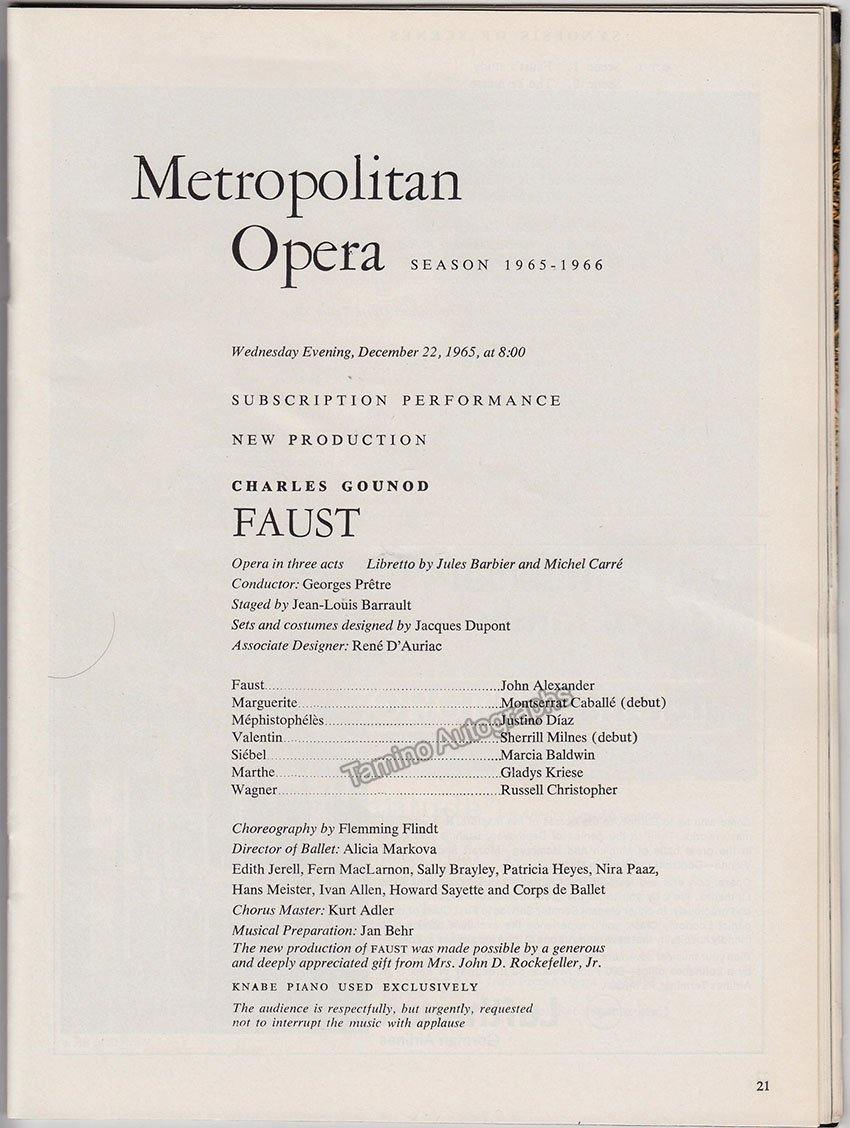 Metropolitan
Opera SEASON 1965-1966
Wednesday Evening, December 22, 1965, at 8:00
SUBSCRIPTION PERFORMANCE
NEW PRODUCTION
CHARLES GOUNOD
FAUST
Opera in three acts Libretto by Jules Barbier and Michel Carré
Conductor: Georges Prêtre
Staged by Jean-Louis Barrault
Sets and costumes designed by Jacques Dupont
Associate Designer: René D'Auriac
Faust..........John Alexander
Marguerite..........Montserrat Caballé (debut)
Méphistophélès..........Justino Díaz
Valentin..........Sherrill Milnes (debut)
Siébel..........Marcia Baldwin
Marthe..........Gladys Kriese
Wagner..........Russell Christopher
Tamino Autographs
Choreography by Flemming Flindt
Director of Ballet: Alicia Markova
Edith Jerell, Fern MacLarnon, Sally Brayley, Patricia Heyes, Nira Paaz,
Hans Meister, Ivan Allen, Howard Sayette and Corps de Ballet
Chorus Master: Kurt Adler
Musical Preparation: Jan Behr
The new production of FAUST was made possible by a generous
and deeply appreciated gift from Mrs. John D. Rockefeller, Jr.
KNABE PIANO USED EXCLUSIVELY
The audience is respectfully, but urgently, requested
not to interrupt the music with applause
21